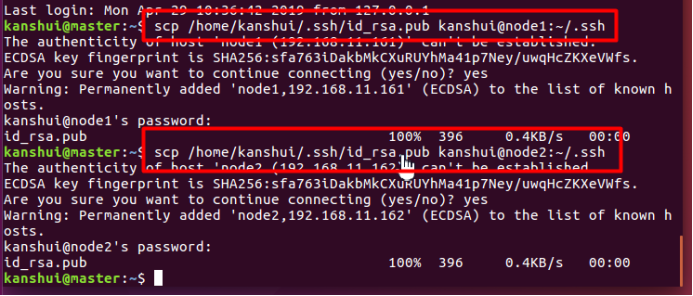 Last login: Mon Apr 29 10:36:42 2019 from 127.0.0.1
kanshui@master:~$ scp /home/kanshui/.ssh/id_rsa.pub kanshui@node1:~/.ssh
The authenticity of host 'node1 (192.168.11.161)' can't be established.
ECDSA key fingerprint is SHA256:sfa763iDakbMkCXuRUYhMa41p7Ney/uwqHcZKXeVWfs.
Are you sure you want to continue connecting (yes/no)? yes
Warning: Permanently added 'node1,192.168.11.161' (ECDSA) to the list of known h
osts.
kanshui@node1's password:
id_rsa.pub 100% 396 0.4KB/s 00:00
kanshui@master:~$ scp /home/kanshui/.ssh/id_rsa.pub kanshui@node2:~/.ssh
The authenticity of host 'node2 (192.168.11.162)' can't be established.
ECDSA key fingerprint is SHA256:sfa763iDakbMkCXuRUYhMa41p7Ney/uwqHcZKXeVWfs.
Are you sure you want to continue connecting (yes/no)? yes
Warning: Permanently added 'node2,192.168.11.162' (ECDSA) to the list of known h
osts.
kanshui@node2's password:
id_rsa.pub 100% 396 0.4KB/s 00:00
kanshui@master:~$